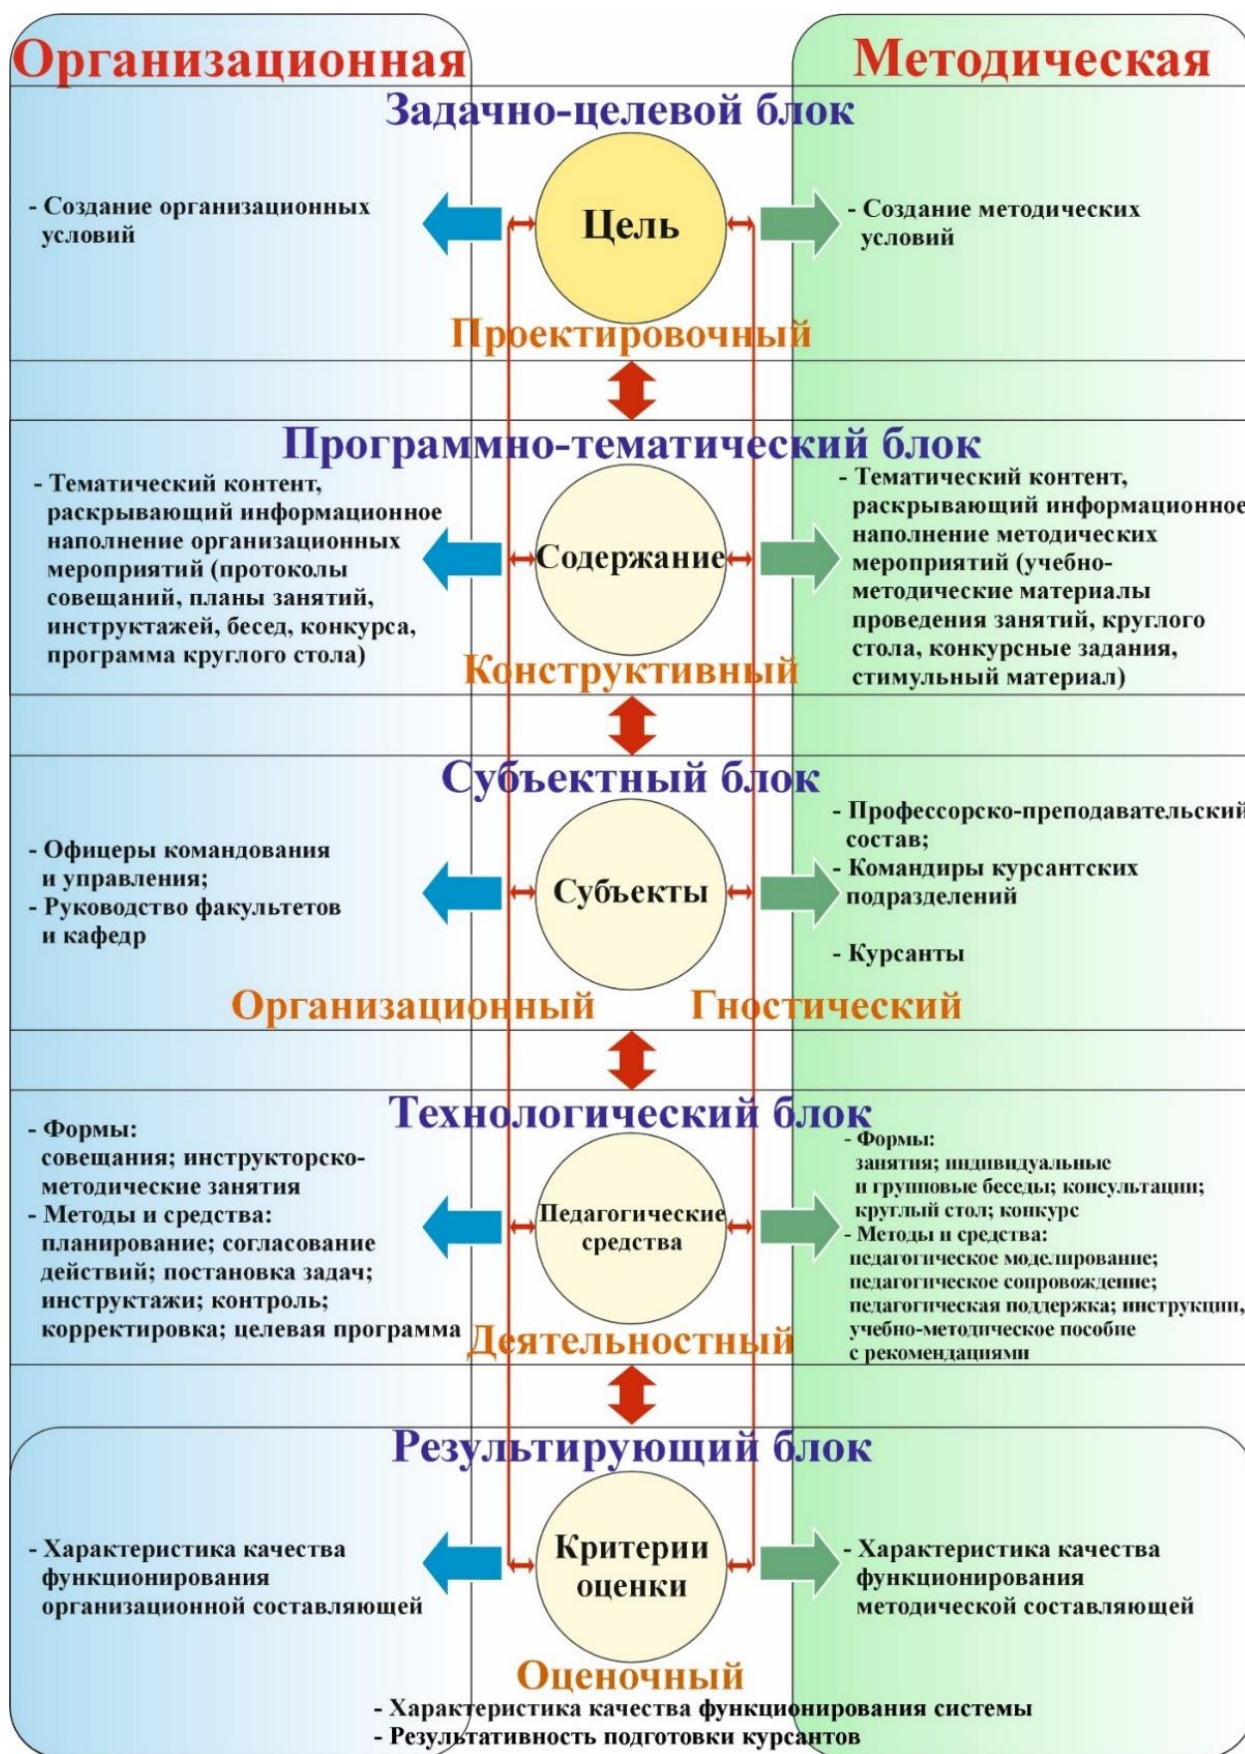 Организационная
Методическая
Задачно-целевой блок
- Создание организационных
условий
Цель
- Создание методических
условий
Проектировочный
Программно-тематический блок
- Тематический контент,
раскрывающий информационное
наполнение организационных
мероприятий (протоколы
совещаний, планы занятий,
инструктажей, бесед, конкурса,
программа круглого стола)
Содержание
- Тематический контент,
раскрывающий информационное
наполнение методических
мероприятий (учебно-
методические материалы
проведения занятий, круглого
стола, конкурсные задания,
стимульный материал)
Конструктивный
Субъектный блок
- Офицеры командования
и управления;
- Руководство факультетов
и кафедр
Субъекты
- Профессорско-преподавательский
состав;
- Командиры курсантских
подразделений
- Курсанты
Организационный
Гностический
Технологический блок
- Формы:
совещания; инструкторско-
методические занятия
- Методы и средства:
планирование; согласование
действий; постановка задач;
инструктажи; контроль;
корректировка; целевая программа
Педагогические
средства
- Формы:
занятия; индивидуальные
и групповые беседы; консультации;
круглый стол; конкурс
- Методы и средства:
педагогическое моделирование;
педагогическое сопровождение;
педагогическая поддержка; инструкции,
учебно-методическое пособие
с рекомендациями
Деятельностный
Результирующий блок
- Характеристика качества
функционирования
организационной составляющей
Критерии
оценки
- Характеристика качества
функционирования
методической составляющей
Оценочный
- Характеристика качества функционирования системы
- Результативность подготовки курсантов